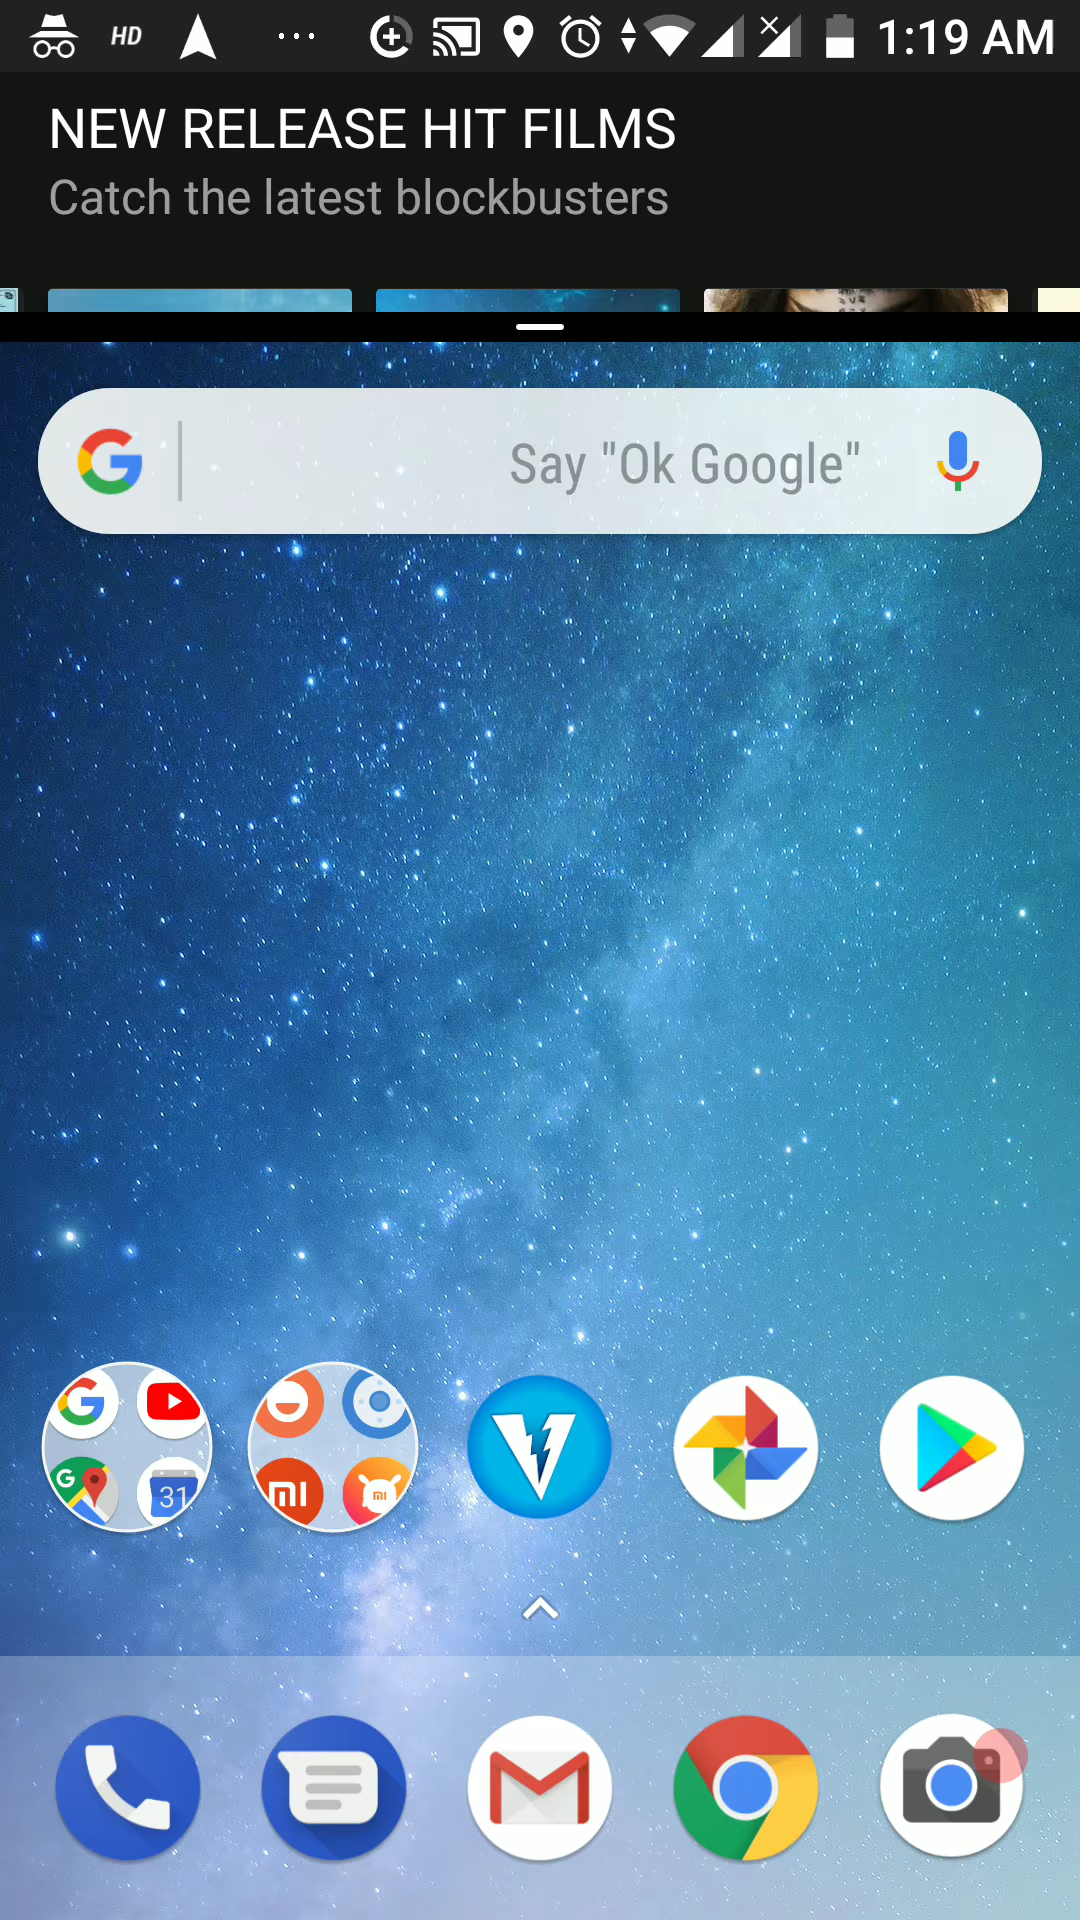 HD
1:19 AM
NEW RELEASE HIT FILMS
Catch the latest blockbusters
Say "Ok Google"
31